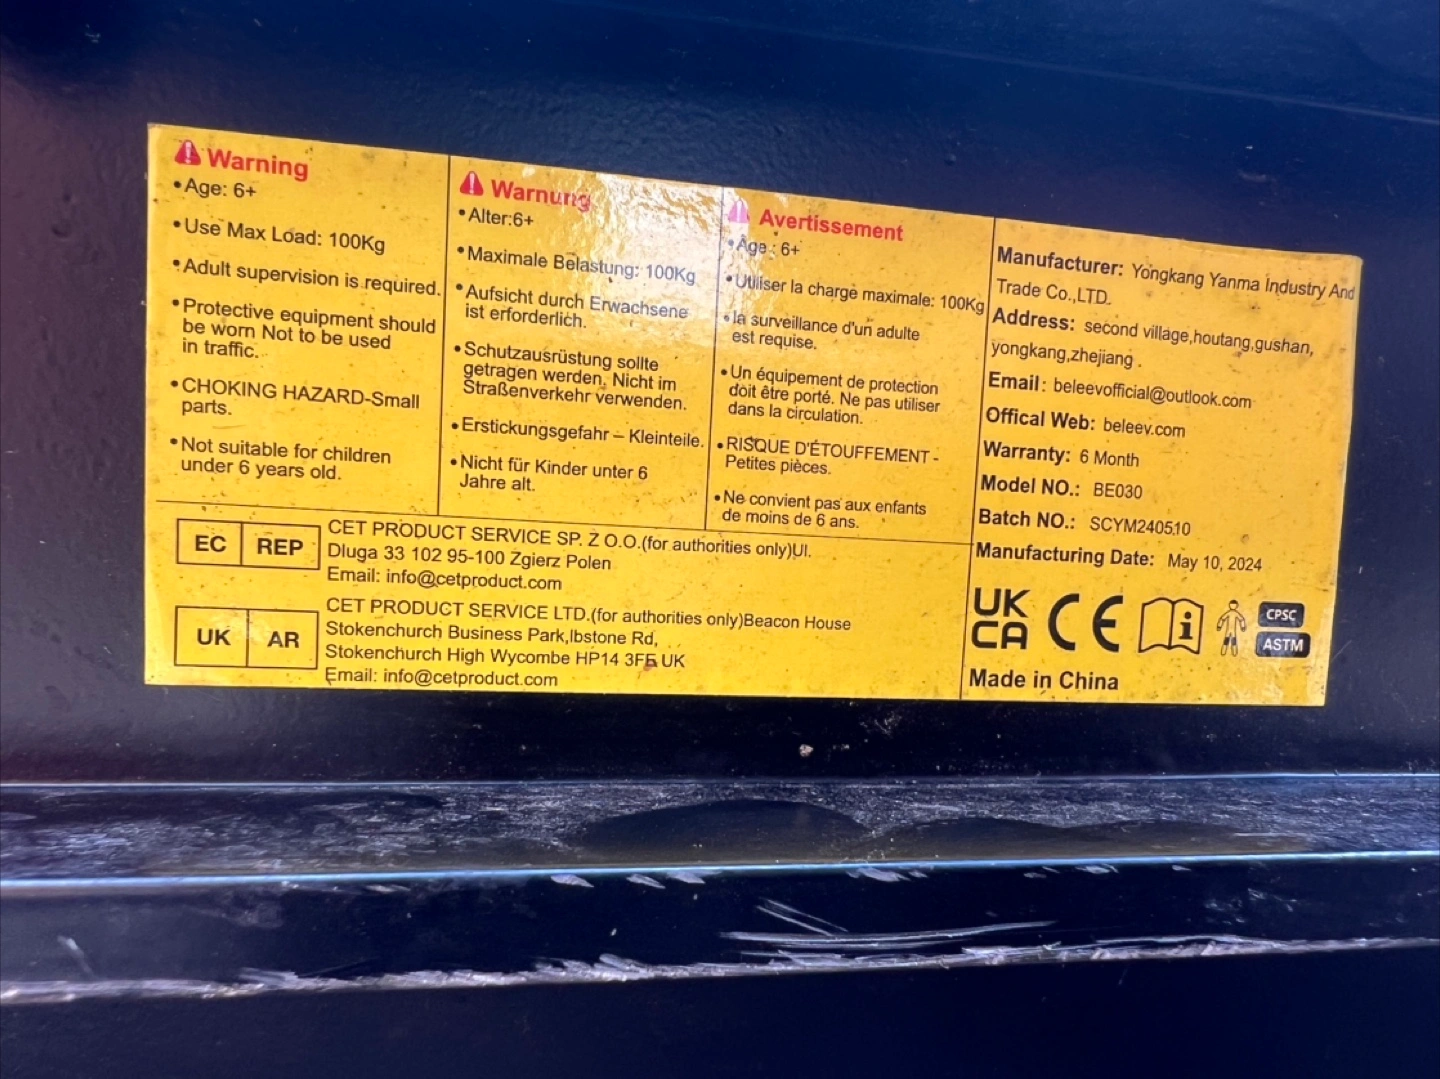 Warning
•Age: 6+
•Use Max Load: 100Kg
•Adult supervision is required.
•Protective equipment should
be worn Not to be used
in traffic.
•CHOKING HAZARD-Small
parts.
•Not suitable for children
under 6 years old.
Warnung
•Alter:6+
•Maximale Belastung: 100Kg
•Aufsicht durch Erwachsene
ist erforderlich.
•Schutzausrüstung sollte
getragen werden. Nicht im
Straßenverkehr verwenden.
•Erstickungsgefahr – Kleinteile.
•Nicht für Kinder unter 6
Jahre alt.
Avertissement
•Age : 6+
•Utiliser la charge maximale: 100Kg
•la surveillance d'un adulte
est requise.
•Un équipement de protection
doit être porté. Ne pas utiliser
dans la circulation.
•RISQUE D'ÉTOUFFEMENT -
Petites pièces.
•Ne convient pas aux enfants
de moins de 6 ans.
Manufacturer: Yongkang Yanma Industry And
Trade Co.,LTD.
Address: second village,houtang,gushan,
yongkang,zhejiang .
Email : beleevofficial@outlook.com
Offical Web: beleev.com
Warranty: 6 Month
Model NO.: BE030
Batch NO.: SCYM240510
Manufacturing Date: May 10, 2024
UK
CA CE CPSC
ASTM
Made in China
EC REP
CET PRODUCT SERVICE SP. Z O.O.(for authorities only)Ul.
Dluga 33 102 95-100 Zgierz Polen
Email: info@cetproduct.com
UK AR
CET PRODUCT SERVICE LTD.(for authorities only)Beacon House
Stokenchurch Business Park,Ibstone Rd,
Stokenchurch High Wycombe HP14 3FE UK
Email: info@cetproduct.com